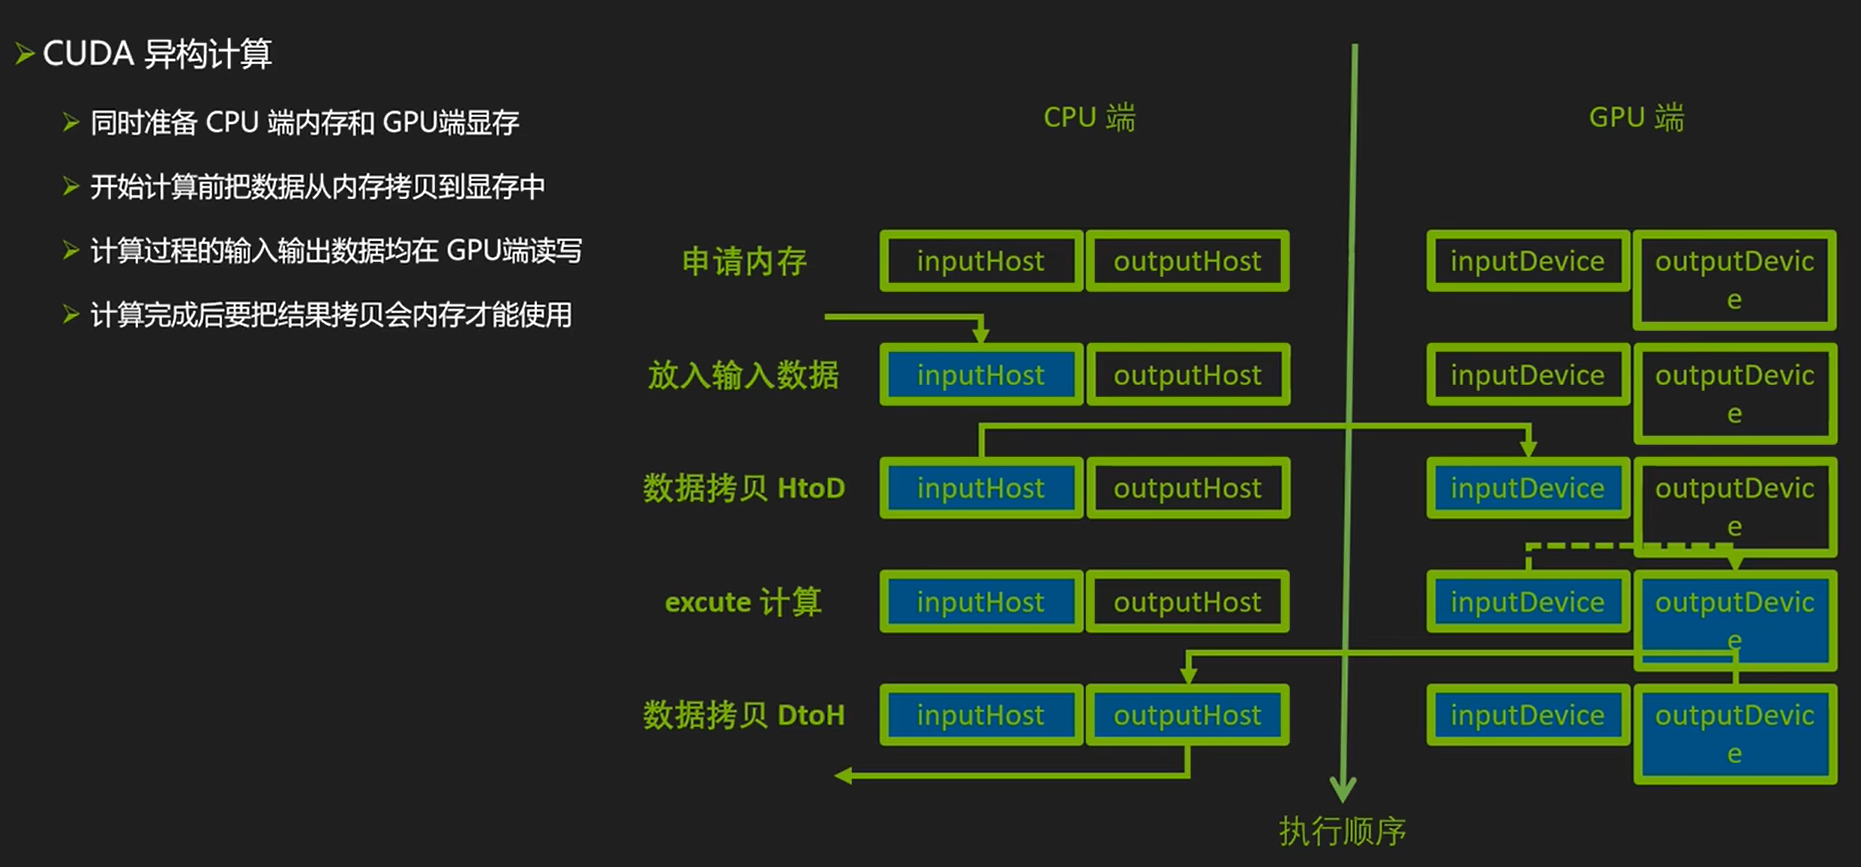 CUDA 异构计算
同时准备 CPU 端内存和 GPU端显存
开始计算前把数据从内存拷贝到显存中
计算过程的输入输出数据均在 GPU端读写
计算完成后要把结果拷贝会内存才能使用
CPU 端
GPU 端
申请内存
inputHost
outputHost
inputDevice
outputDevic
e
放入输入数据
inputHost
outputHost
inputDevice
outputDevic
e
数据拷贝 HtoD
inputHost
outputHost
inputDevice
outputDevic
e
excute 计算
inputHost
outputHost
inputDevice
outputDevic
e
数据拷贝 DtoH
inputHost
outputHost
inputDevice
outputDevic
e
执行顺序